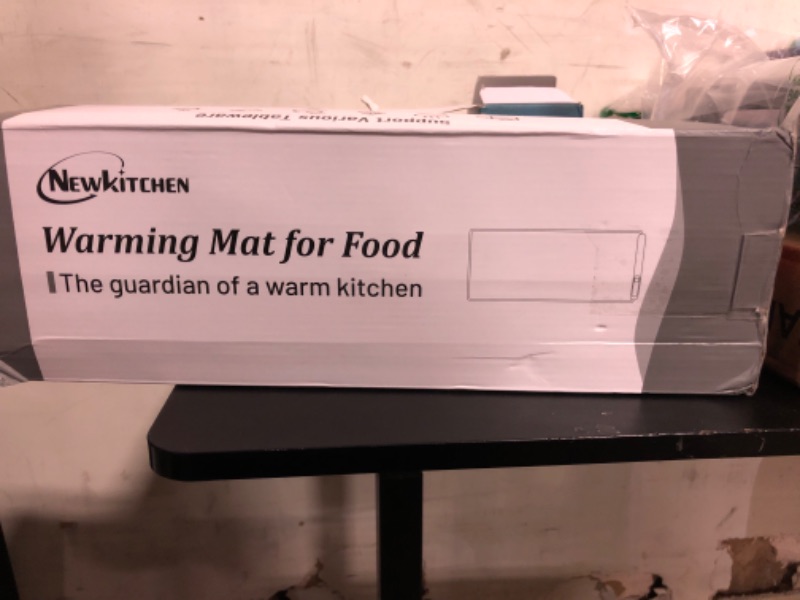 Support Various Tableware
NEWKITCHEN
Warming Mat for Food
The guardian of a warm kitchen